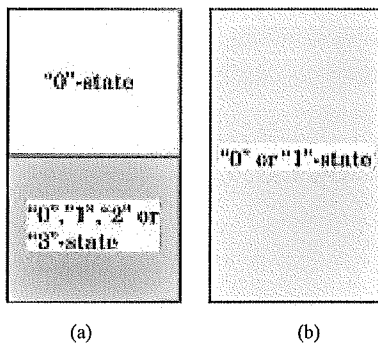 "0"-state
"0","1","2" or
"3"-state
"0" or "1"-state
(a)
(b)